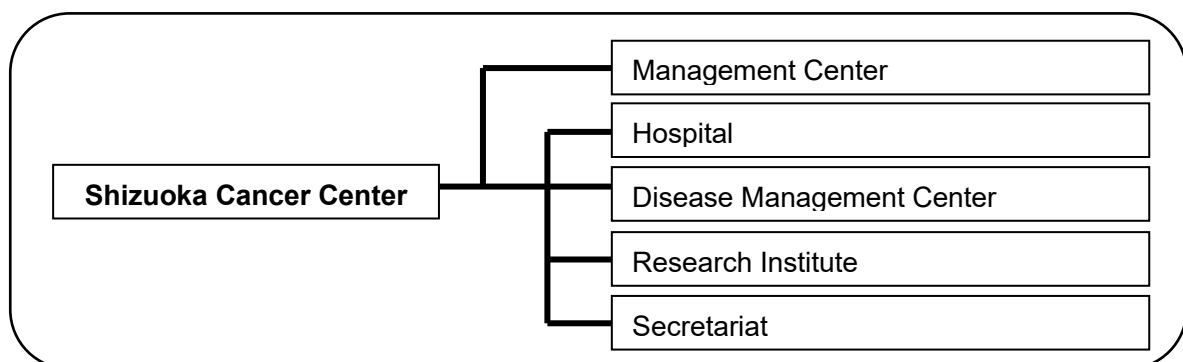 Management Center
Hospital
Shizuoka Cancer Center
Disease Management Center
Research Institute
Secretariat